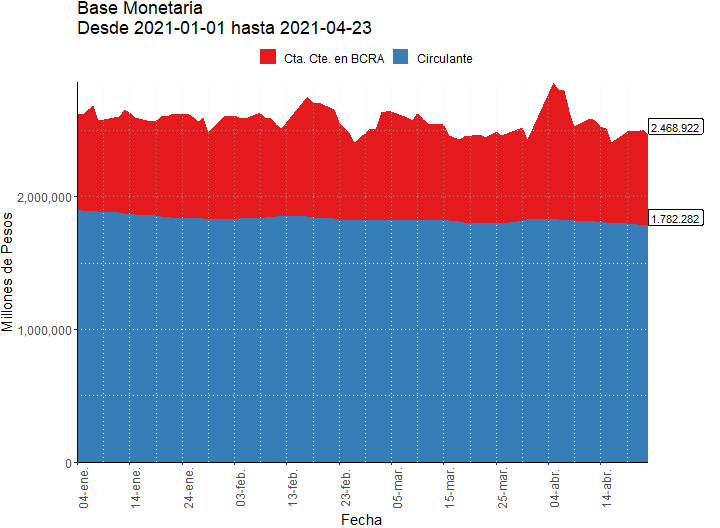 Base Monetaria
Desde 2021-01-01 hasta 2021-04-23
Cta. Cte. en BCRA Circulante
Millones de Pesos
2,000,000
1,000,000
0
2.468.922
1.782.282
04-ene. 14-ene. 24-ene. 03-feb. 13-feb. 23-feb. 05-mar. 15-mar. 25-mar. 04-abr. 14-abr.
Fecha